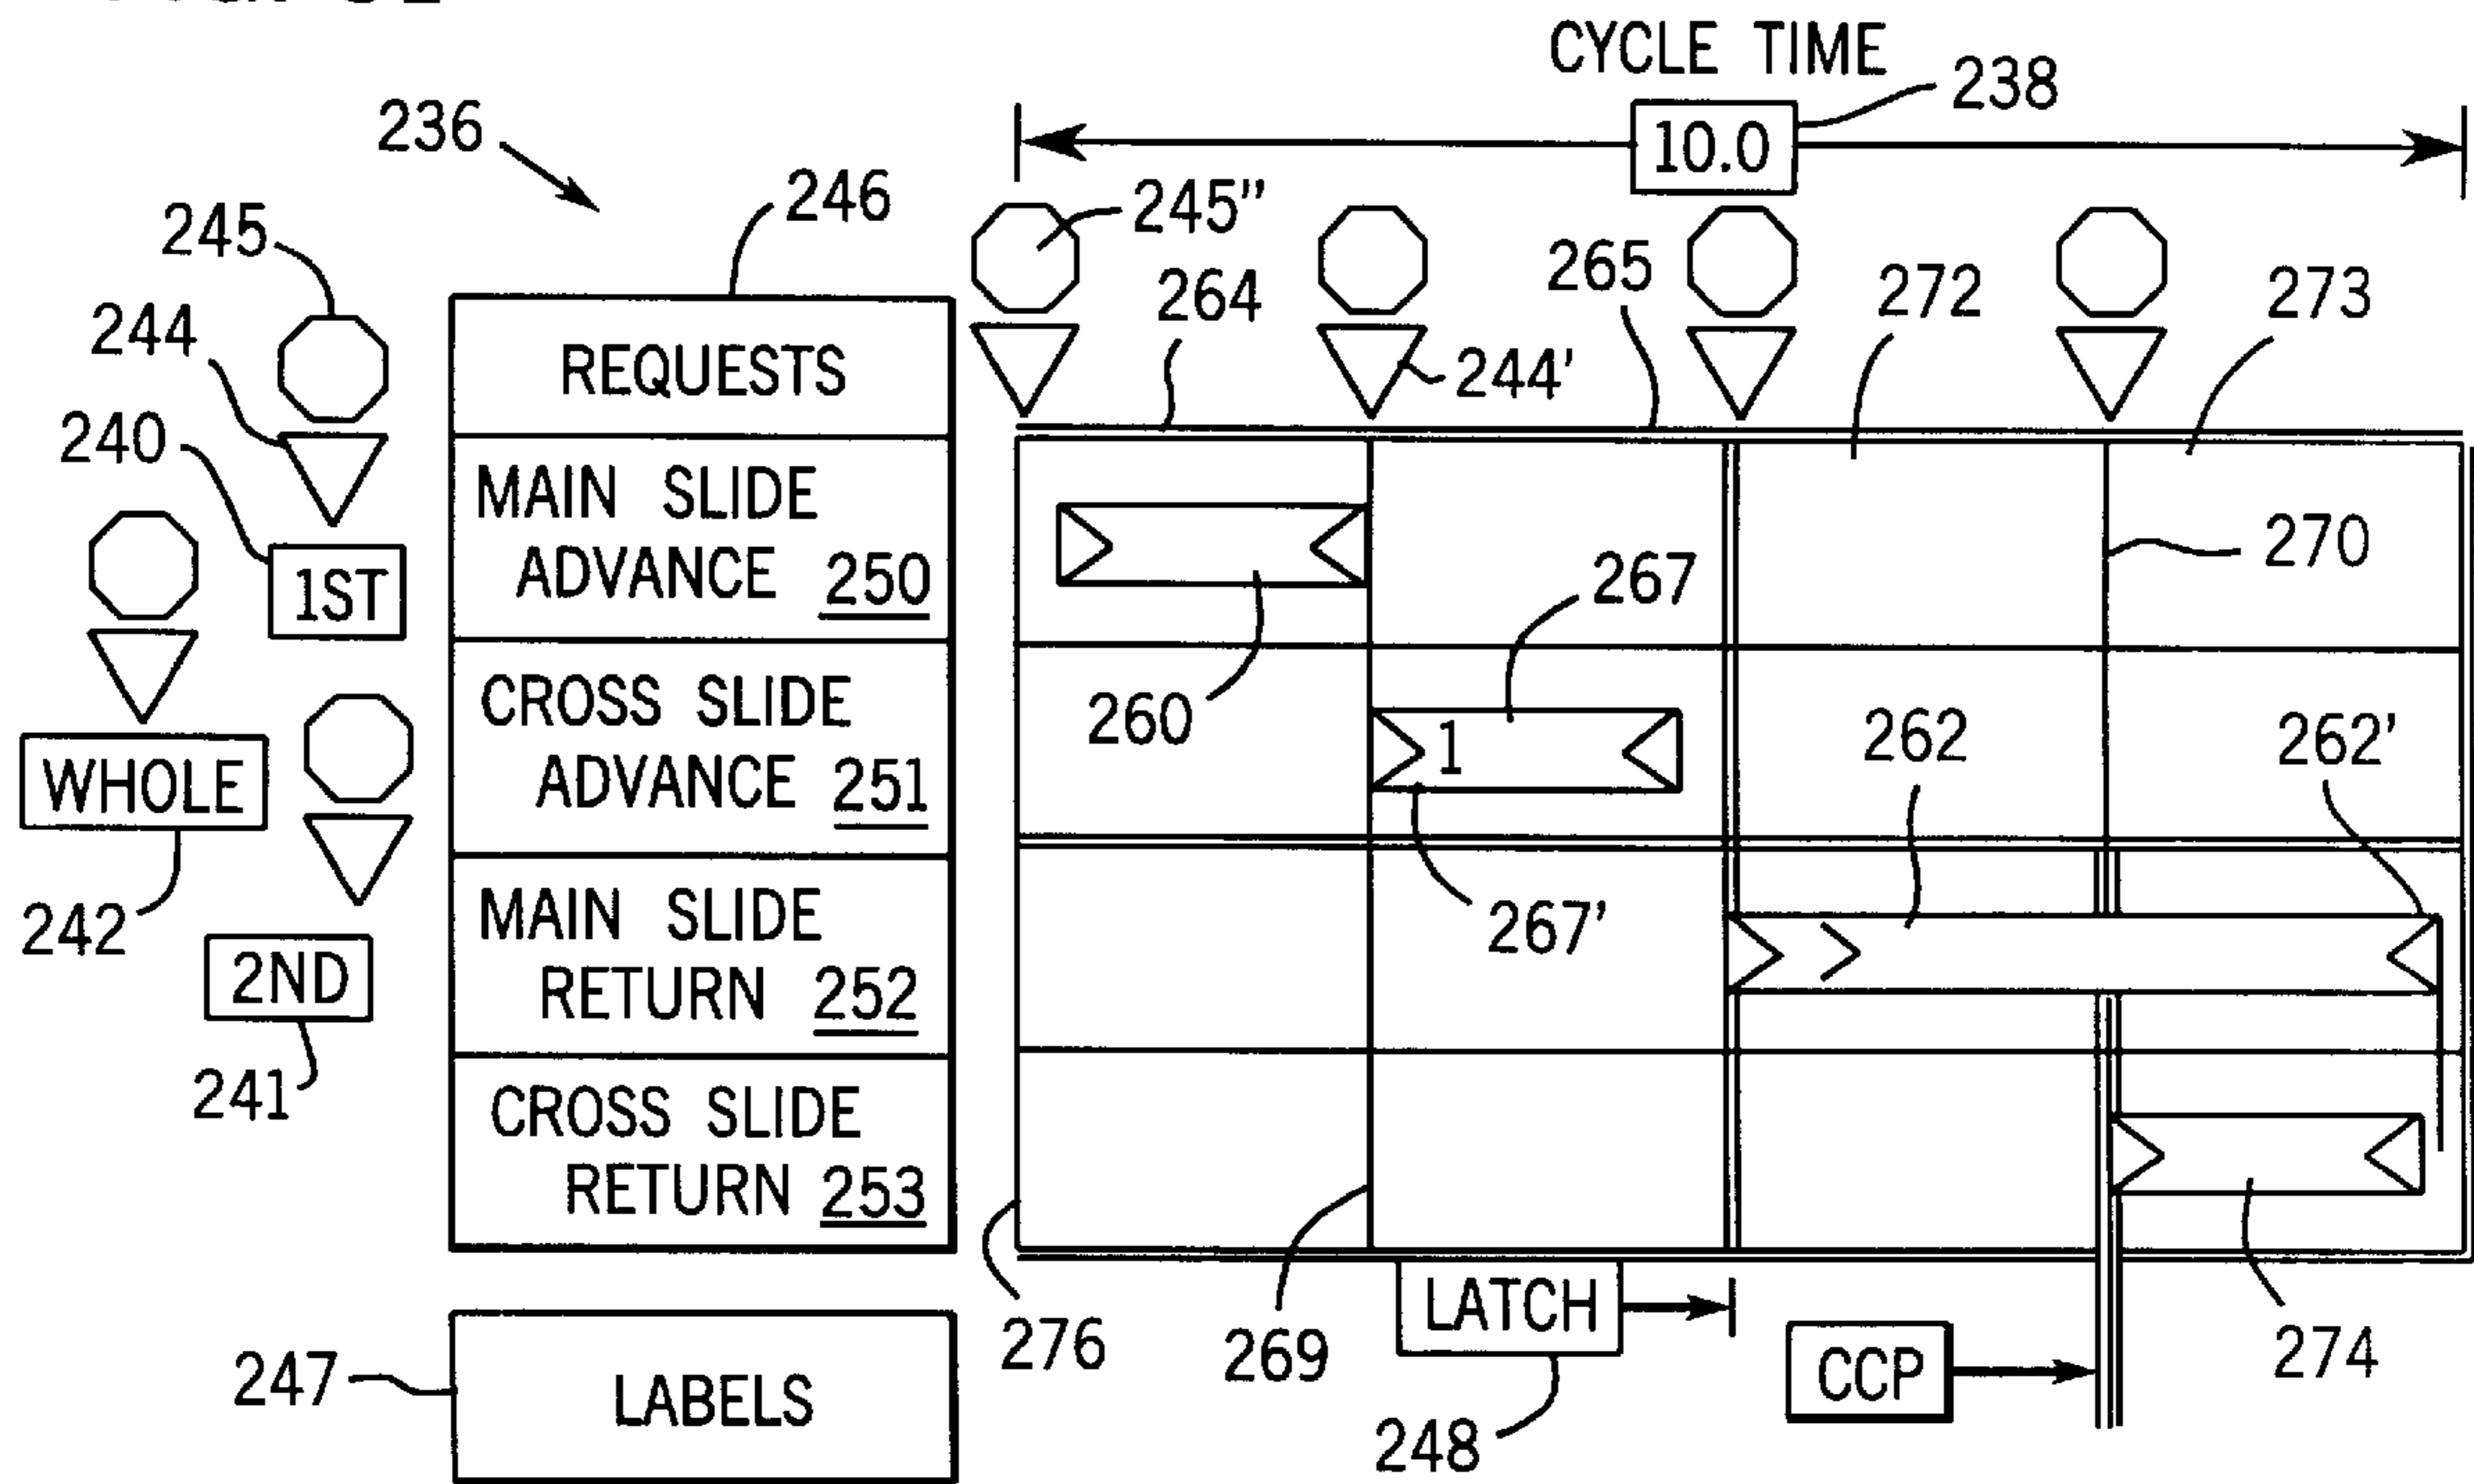 CYCLE TIME
238
236
10.0
246
245"
245
264
265
272
273
244
REQUESTS
244'
240
MAIN SLIDE
ADVANCE 250
270
1ST
267
CROSS SLIDE
ADVANCE 251
260
1
262
262'
WHOLE
242
MAIN SLIDE
RETURN 252
267'
2ND
241
CROSS SLIDE
RETURN 253
276
269
LATCH
274
247
LABELS
248
CCP